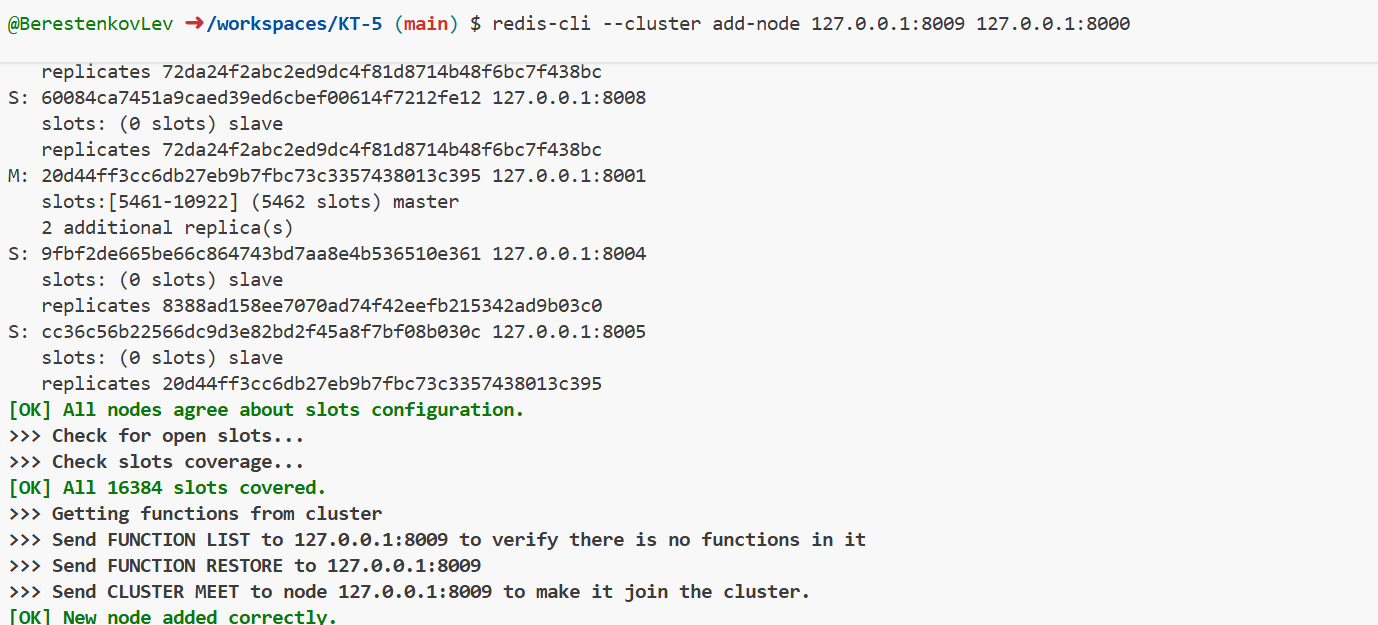 @BerestenkovLev ➜ /workspaces/KT-5 (main) $ redis-cli --cluster add-node 127.0.0.1:8009 127.0.0.1:8000
replicates 72da24f2abc2ed9dc4f81d8714b48f6bc7f438bc
S: 60084ca7451a9caed39ed6cbef00614f7212fe12 127.0.0.1:8008
slots: (0 slots) slave
replicates 72da24f2abc2ed9dc4f81d8714b48f6bc7f438bc
M: 20d44ff3cc6db27eb9b7fbc73c3357438013c395 127.0.0.1:8001
slots:[5461-10922] (5462 slots) master
2 additional replica(s)
S: 9fbf2de665be66c864743bd7aa8e4b536510e361 127.0.0.1:8004
slots: (0 slots) slave
replicates 8388ad158ee7070ad74f42eefb215342ad9b03c0
S: cc36c56b22566dc9d3e82bd2f45a8f7bf08b030c 127.0.0.1:8005
slots: (0 slots) slave
replicates 20d44ff3cc6db27eb9b7fbc73c3357438013c395
[OK] All nodes agree about slots configuration.
>>> Check for open slots...
>>> Check slots coverage...
[OK] All 16384 slots covered.
>>> Getting functions from cluster
>>> Send FUNCTION LIST to 127.0.0.1:8009 to verify there is no functions in it
>>> Send FUNCTION RESTORE to 127.0.0.1:8009
>>> Send CLUSTER MEET to node 127.0.0.1:8009 to make it join the cluster.
[OK] New node added correctly.